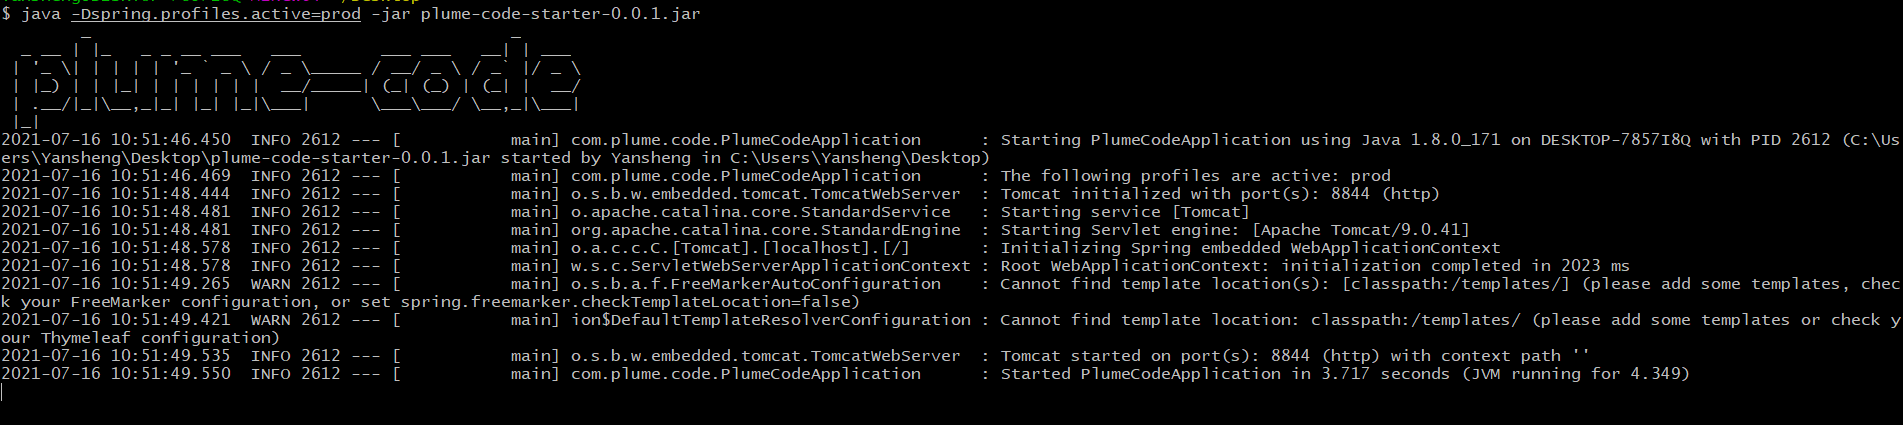 $ java -Dspring.profiles.active=prod -jar plume-code-starter-0.0.1.jar
plume-code
2021-07-16 10:51:46.450  INFO 2612 --- [           main] com.plume.code.PlumeCodeApplication      : Starting PlumeCodeApplication using Java 1.8.0_171 on DESKTOP-7857I8Q with PID 2612 (C:\Us
ers\Yansheng\Desktop\plume-code-starter-0.0.1.jar started by Yansheng in C:\Users\Yansheng\Desktop)
2021-07-16 10:51:46.469  INFO 2612 --- [           main] com.plume.code.PlumeCodeApplication      : The following profiles are active: prod
2021-07-16 10:51:48.444  INFO 2612 --- [           main] o.s.b.w.embedded.tomcat.TomcatWebServer  : Tomcat initialized with port(s): 8844 (http)
2021-07-16 10:51:48.481  INFO 2612 --- [           main] o.apache.catalina.core.StandardService   : Starting service [Tomcat]
2021-07-16 10:51:48.481  INFO 2612 --- [           main] org.apache.catalina.core.StandardEngine  : Starting Servlet engine: [Apache Tomcat/9.0.41]
2021-07-16 10:51:48.578  INFO 2612 --- [           main] o.a.c.c.C.[Tomcat].[localhost].[/]       : Initializing Spring embedded WebApplicationContext
2021-07-16 10:51:48.578  INFO 2612 --- [           main] w.s.c.ServletWebServerApplicationContext : Root WebApplicationContext: initialization completed in 2023 ms
2021-07-16 10:51:49.265  WARN 2612 --- [           main] o.s.b.a.f.FreeMarkerAutoConfiguration    : Cannot find template location(s): [classpath:/templates/] (please add some templates, chec
k your FreeMarker configuration, or set spring.freemarker.checkTemplateLocation=false)
2021-07-16 10:51:49.421  WARN 2612 --- [           main] ion$DefaultTemplateResolverConfiguration : Cannot find template location: classpath:/templates/ (please add some templates or check y
our Thymeleaf configuration)
2021-07-16 10:51:49.535  INFO 2612 --- [           main] o.s.b.w.embedded.tomcat.TomcatWebServer  : Tomcat started on port(s): 8844 (http) with context path ''
2021-07-16 10:51:49.550  INFO 2612 --- [           main] com.plume.code.PlumeCodeApplication      : Started PlumeCodeApplication in 3.717 seconds (JVM running for 4.349)